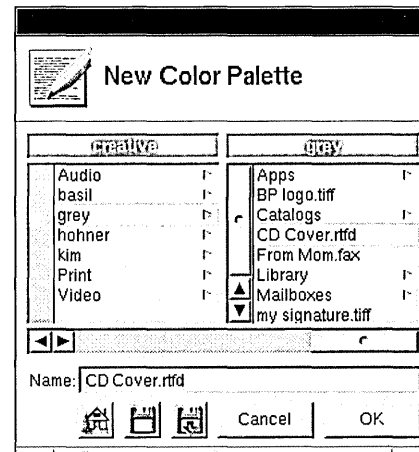 New Color Palette
creative
grey
Audio
basil
grey
hohner
kim
Print
Video
Apps
BP logo.tiff
Catalogs
CD Cover.rtfd
From Mom.fax
Library
Mailboxes
my signature.tiff
Name: CD Cover.rtfd
Cancel
OK